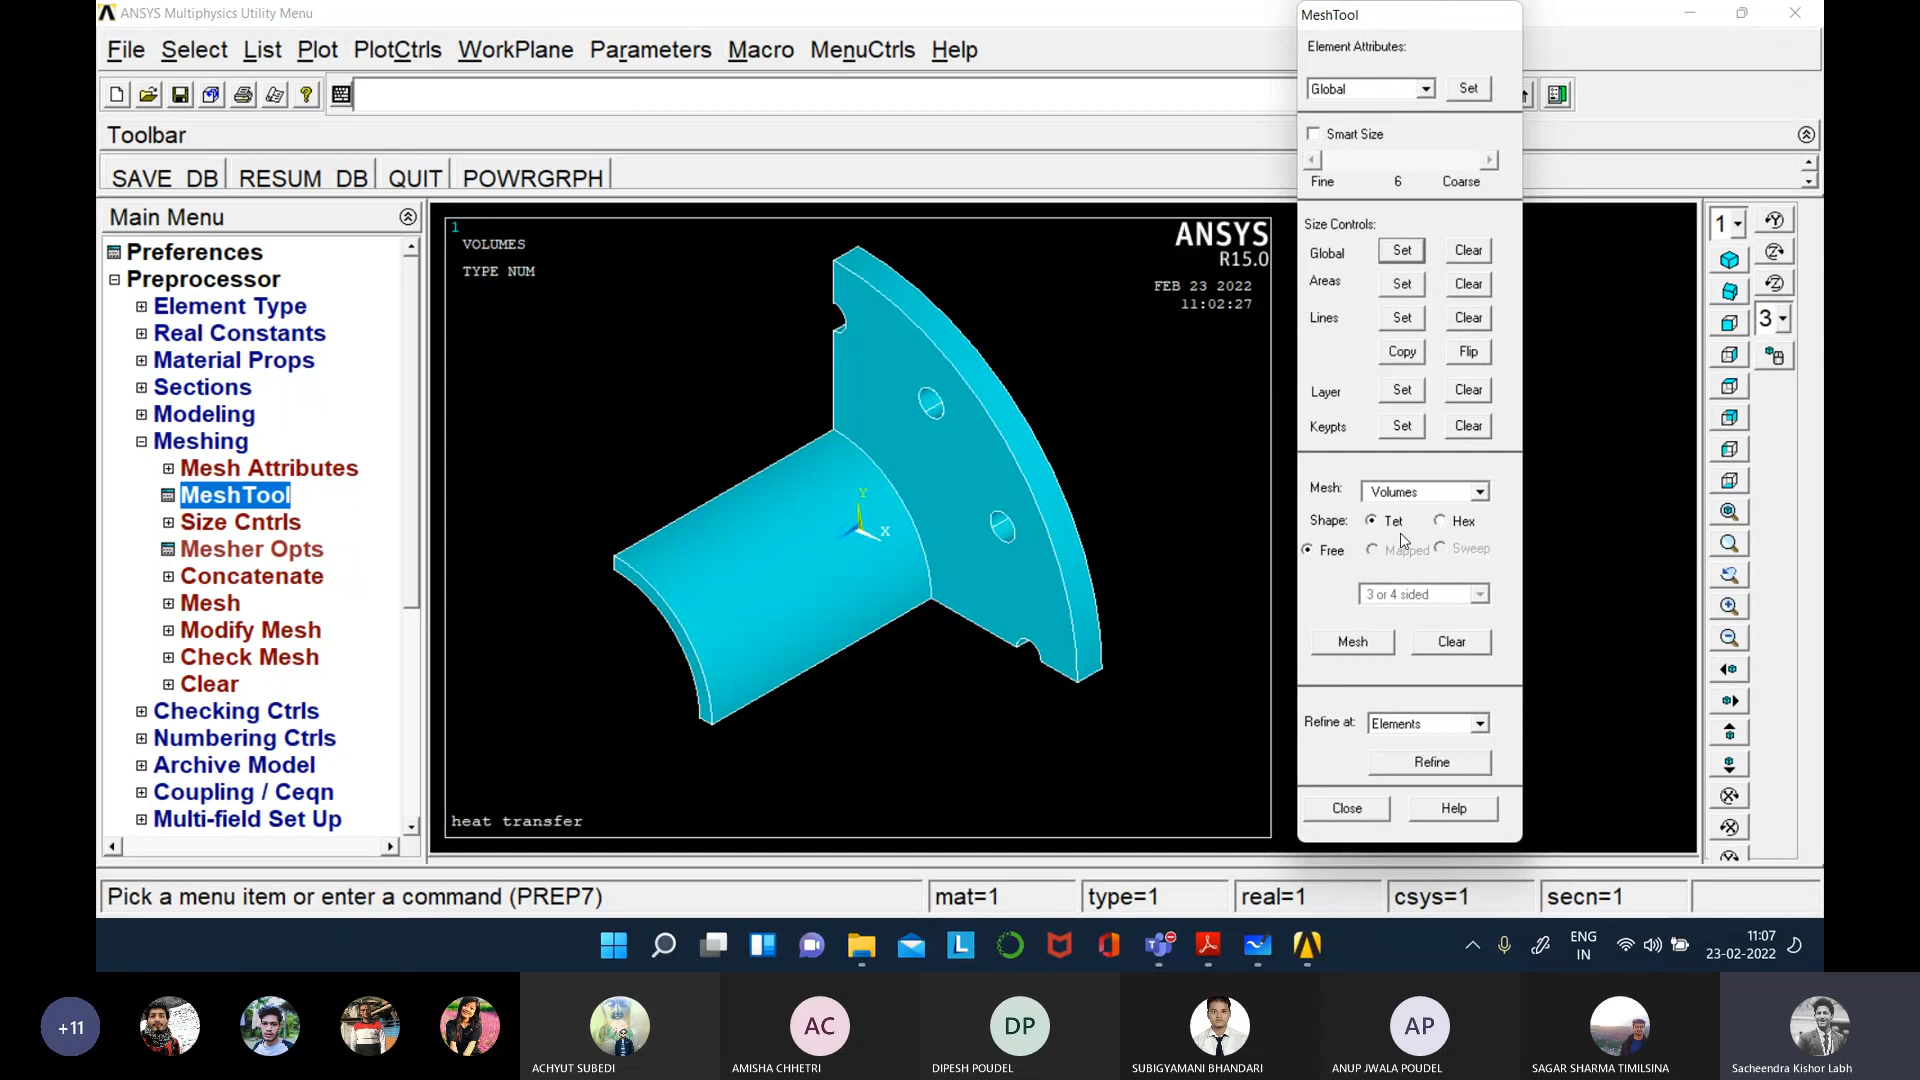 ANSYS Multiphysics Utility Menu
File Select List Plot PlotCtrls WorkPlane Parameters Macro MenuCtrls Help
Toolbar
SAVE_DB RESUM_DB QUIT POWRGRPH
Main Menu
Preferences
Preprocessor
Element Type
Real Constants
Material Props
Sections
Modeling
Meshing
Mesh Attributes
MeshTool
Size Cntrls
Mesher Opts
Concatenate
Mesh
Modify Mesh
Check Mesh
Clear
Checking Ctrls
Numbering Ctrls
Archive Model
Coupling / Ceqn
Multi-field Set Up
1
VOLUMES
TYPE NUM
ANSYS
R15.0
FEB 23 2022
11:02:27
Y
X
heat transfer
MeshTool
Element Attributes:
Global Set
Smart Size
Fine 6 Coarse
Size Controls:
Global Set Clear
Areas Set Clear
Lines Set Clear
Copy Flip
Layer Set Clear
Keypts Set Clear
Mesh: Volumes
Shape: Tet Hex
Free Mapped Sweep
3 or 4 sided
Mesh Clear
Refine at: Elements
Refine
Close Help
1
3
Pick a menu item or enter a command (PREP7) mat=1 type=1 real=1 csys=1 secn=1
ENG
IN
11:07
23-02-2022
+11
AC
DP
AP
ACHYUT SUBEDI
AMISHA CHHETRI
DIPESH POUDEL
SUBIGYAMANI BHANDARI
ANUP JWALA POUDEL
SAGAR SHARMA TIMILSINA
Sacheendra Kishor Labh